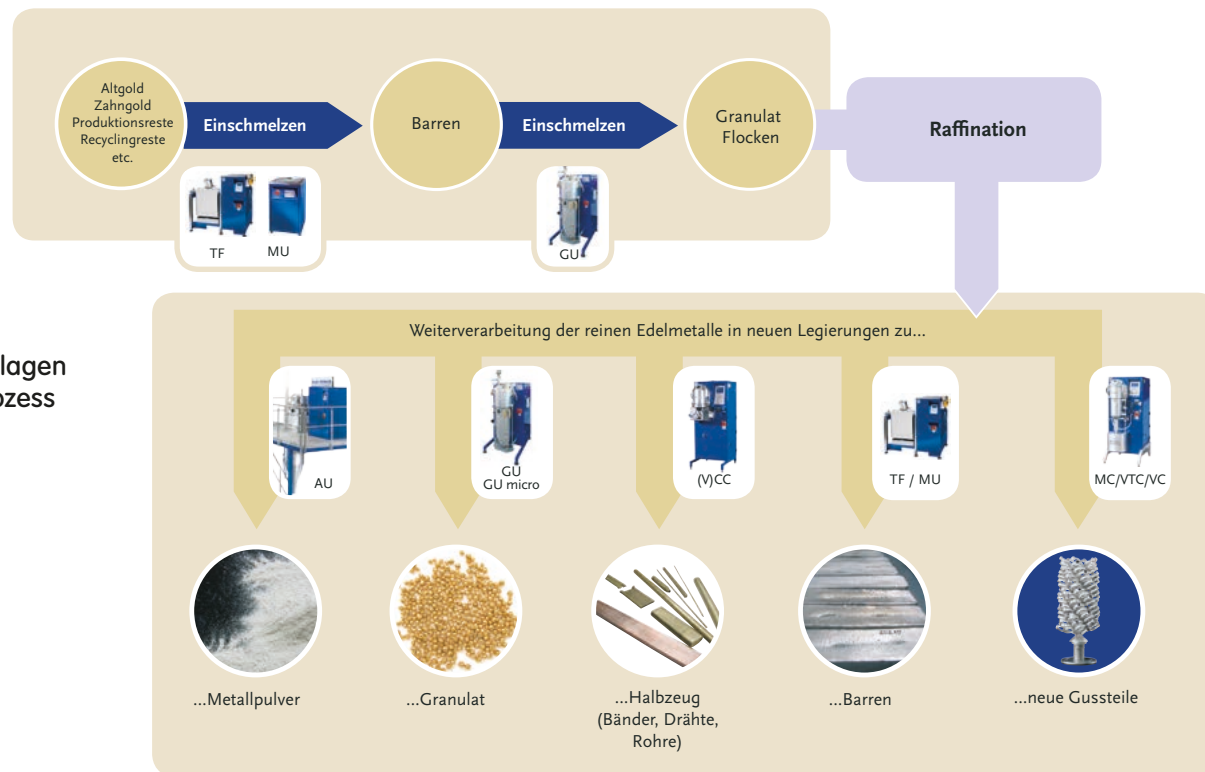 Altgold
Zahngold
Produktionsreste
Recyclingreste
etc.
Einschmelzen
Barren
Einschmelzen
Granulat
Flocken
Raffination
TF
MU
GU
Weiterverarbeitung der reinen Edelmetalle in neuen Legierungen zu...
lagen
ozess
AU
GU
GU micro
(V)CC
TF / MU
MC/VTC/VC
...Metallpulver
...Granulat
...Halbzeug
(Bänder, Drähte,
Rohre)
...Barren
...neue Gussteile